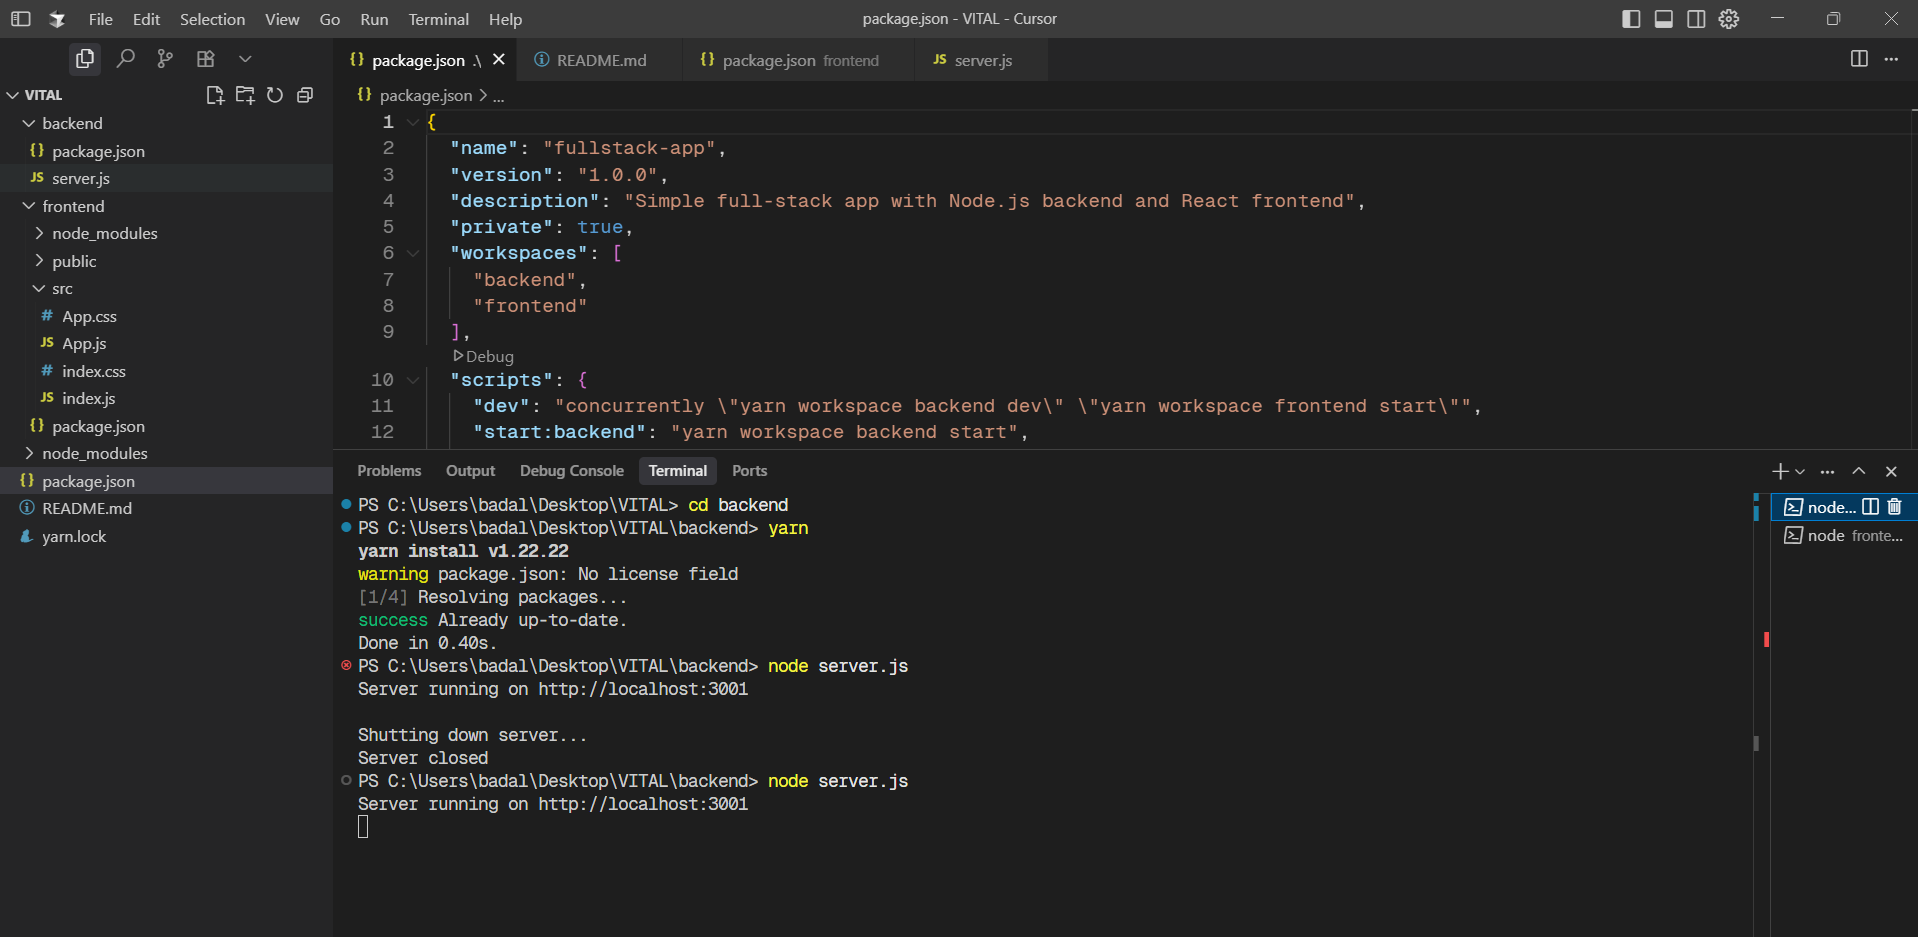 File Edit Selection View Go Run Terminal Help
package.json - VITAL - Cursor
VITAL
backend
{} package.json
JS server.js
frontend
node_modules
public
src
# App.css
JS App.js
# index.css
JS index.js
{} package.json
node_modules
{} package.json
README.md
yarn.lock
{} package.json .\ README.md {} package.json frontend JS server.js
{} package.json > ...
1 {
2 "name": "fullstack-app",
3 "version": "1.0.0",
4 "description": "Simple full-stack app with Node.js backend and React frontend",
5 "private": true,
6 "workspaces": [
7 "backend",
8 "frontend"
9 ],
Debug
10 "scripts": {
11 "dev": "concurrently \"yarn workspace backend dev\" \"yarn workspace frontend start\"",
12 "start:backend": "yarn workspace backend start",
Problems Output Debug Console Terminal Ports
PS C:\Users\badal\Desktop\VITAL> cd backend
PS C:\Users\badal\Desktop\VITAL\backend> yarn
yarn install v1.22.22
warning package.json: No license field
[1/4] Resolving packages...
success Already up-to-date.
Done in 0.40s.
PS C:\Users\badal\Desktop\VITAL\backend> node server.js
Server running on http://localhost:3001
Shutting down server...
Server closed
PS C:\Users\badal\Desktop\VITAL\backend> node server.js
Server running on http://localhost:3001
node...
node fronte...